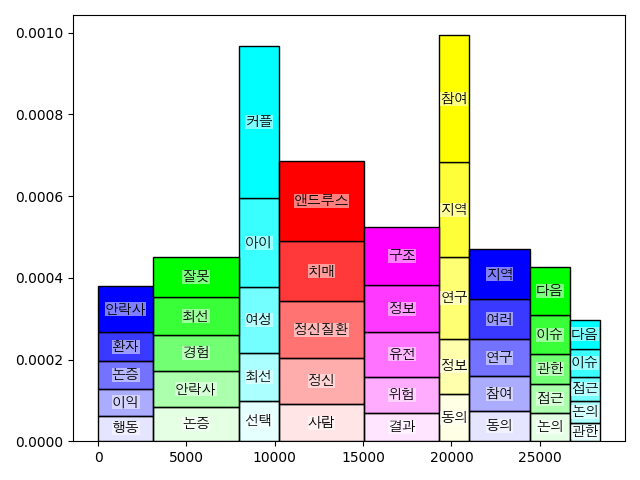 0.0010
0.0008
0.0006
0.0004
0.0002
0.0000
안락사
환자
논증
이익
행동
잘못
최선
경험
안락사
논증
커플
아이
여성
최선
선택
앤드루스
치매
정신질환
정신
사람
구조
정보
유전
위험
결과
참여
지역
연구
정보
동의
지역
여러
연구
참여
동의
다음
이슈
관한
접근
논의
다음
이슈
접근
논의
관한
0
5000
10000
15000
20000
25000